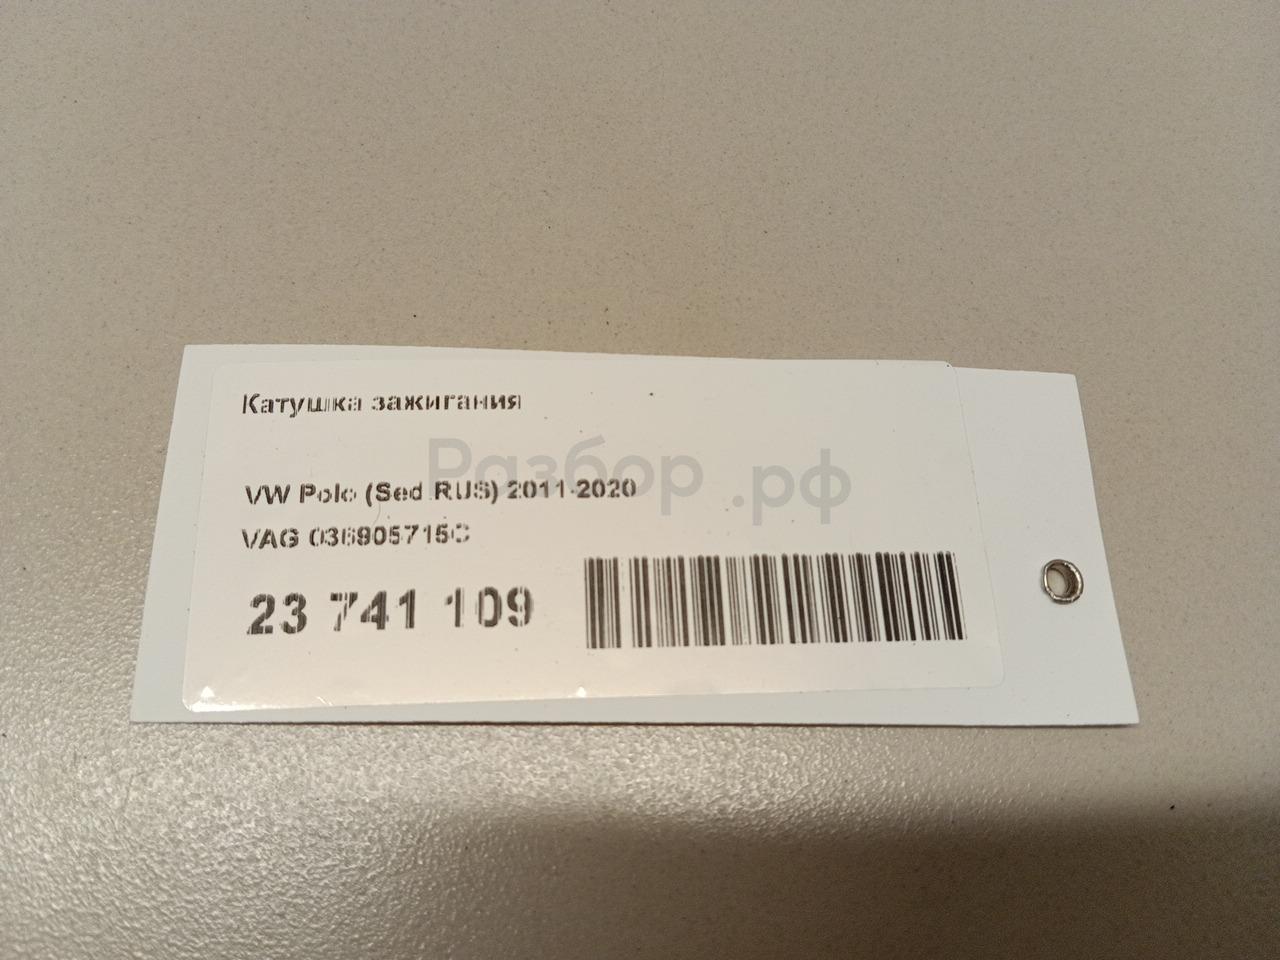 Катушка зажигания
Разбор.рф
VW Polo (Sed RUS) 2011-2020
VAG 036905715C
23 741 109